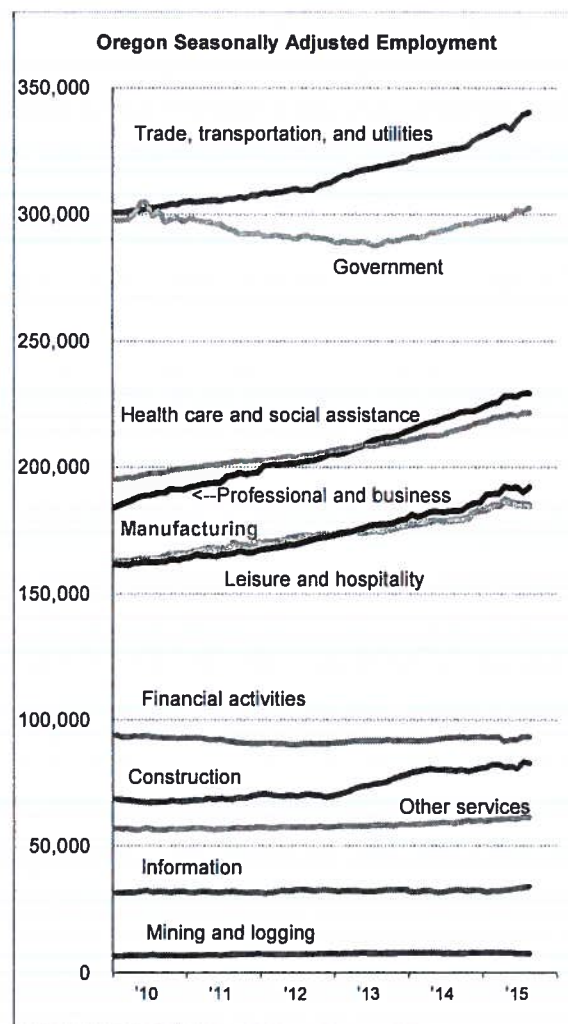 Oregon Seasonally Adjusted Employment
350,000
Trade, transportation, and utilities
300,000
Government
250,000
Health care and social assistance
200,000
<--Professional and business
Manufacturing
Leisure and hospitality
150,000
Financial activities
100,000
Construction
Other services
50,000
Information
Mining and logging
0
'10 '11 '12 '13 '14 '15